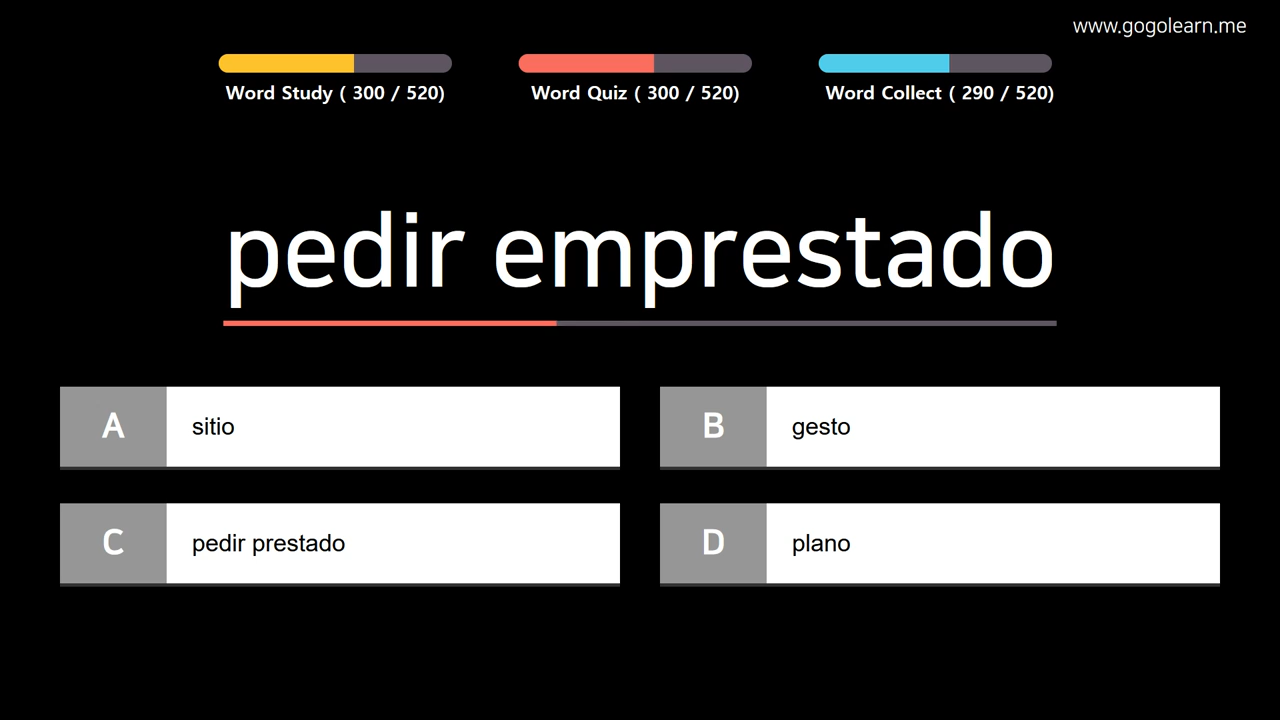 www.gogolearn.me
Word Study ( 300 / 520)
Word Quiz ( 300 / 520)
Word Collect ( 290 / 520)
pedir emprestado
A
sitio
B
gesto
C
pedir prestado
D
plano